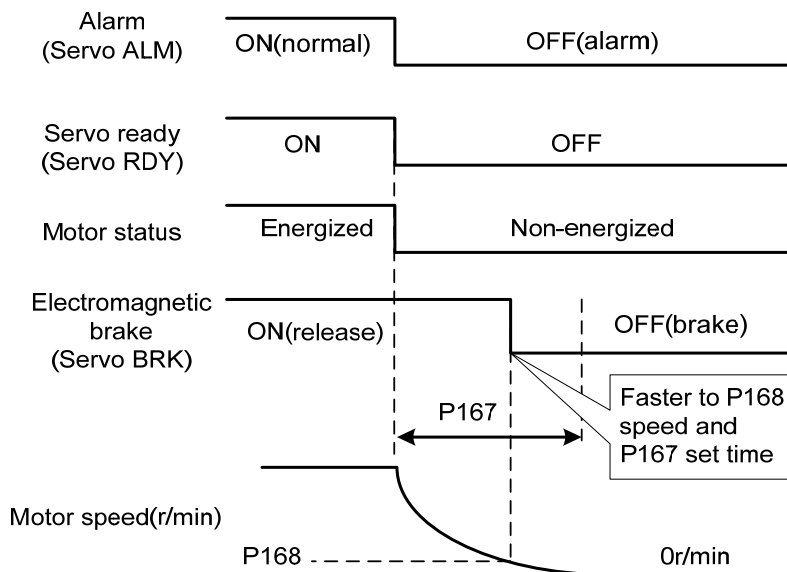 Alarm
(Servo ALM)
ON(normal)
OFF(alarm)
Servo ready
(Servo RDY)
ON
OFF
Motor status
Energized
Non-energized
Electromagnetic
brake
(Servo BRK)
ON(release)
OFF(brake)
P167
Faster to P168
speed and
P167 set time
Motor speed(r/min)
P168
0r/min